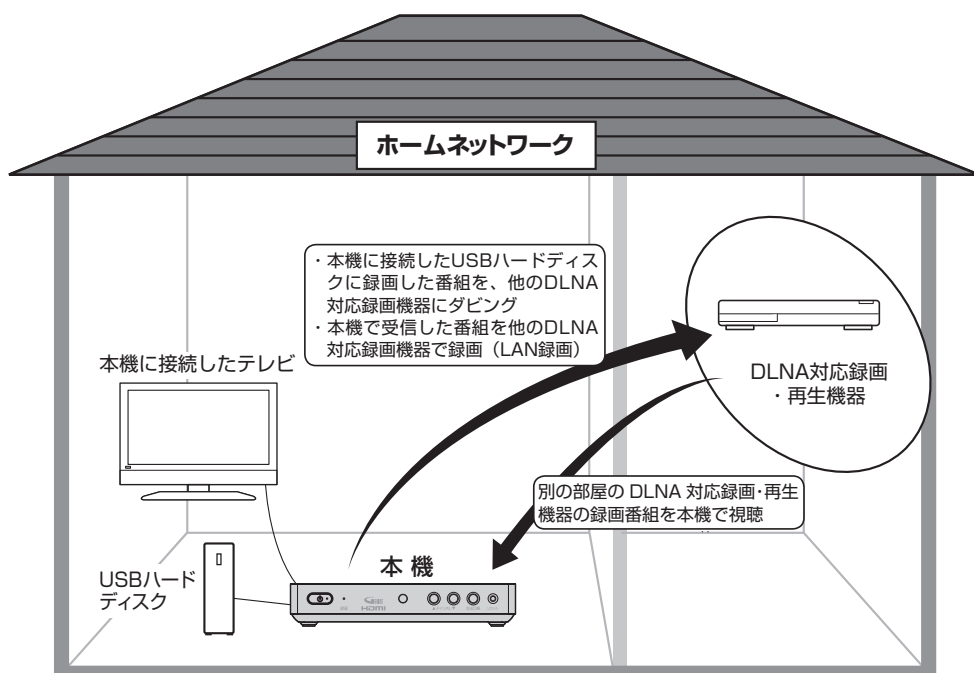 ホームネットワーク
・本機に接続したUSBハードディス
クに録画した番組を、他のDLNA
対応録画機器にダビング
・本機で受信した番組を他のDLNA
対応録画機器で録画（LAN録画）
本機に接続したテレビ
DLNA対応録画
・再生機器
別の部屋の DLNA 対応録画・再生
機器の録画番組を本機で視聴
本 機
USBハード
ディスク
HDMI